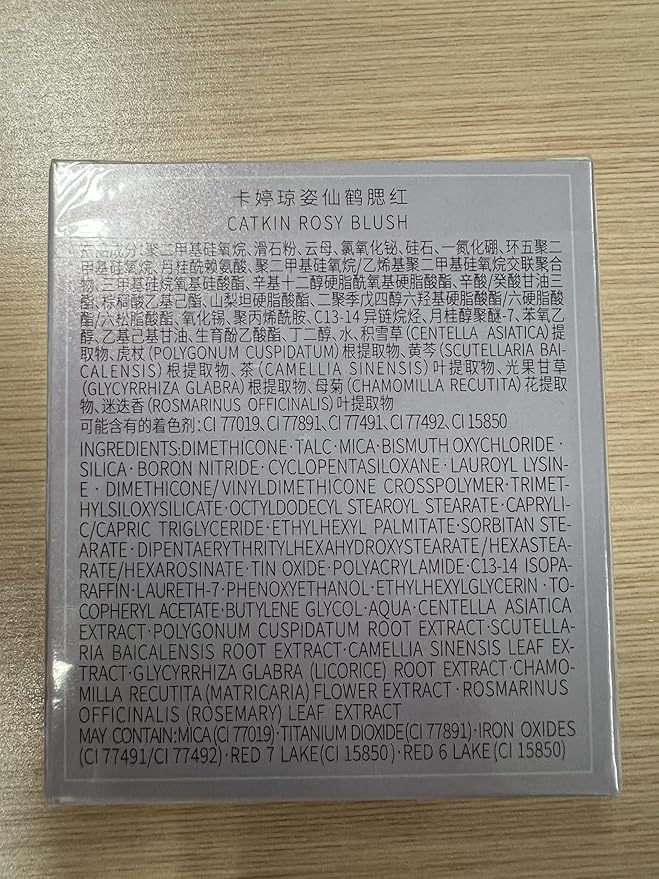 卡婷琼姿仙鹤腮红
CATKIN ROSY BLUSH
成分:聚二甲基硅氧烷、滑石粉、云母、氯氧化铋、硅石、一氮化硼、环五聚二
甲基硅氧烷、月桂酰赖氨酸、聚二甲基硅氧烷/乙烯基聚二甲基硅氧烷交联聚合
物、三甲基硅烷氧基硅酸酯、辛基十二醇硬脂酰氧基硬脂酸酯、辛酸/癸酸甘油三
酯、棕榈酸乙基己酯、山梨坦硬脂酸酯、二聚季戊四醇六羟基硬脂酸酯/六硬脂酸
酯/六松脂酸酯、氧化锡、聚丙烯酰胺、C13-14 异链烷烃、月桂醇聚醚-7、苯氧乙
醇、乙基己基甘油、生育酚乙酸酯、丁二醇、水、积雪草(CENTELLA ASIATICA)提
取物、虎杖(POLYGONUM CUSPIDATUM)根提取物、黄芩(SCUTELLARIA BAI-
CALENSIS)根提取物、茶(CAMELLIA SINENSIS)叶提取物、光果甘草
(GLYCYRRHIZA GLABRA)根提取物、母菊(CHAMOMILLA RECUTITA)花提取
物、迷迭香(ROSMARINUS OFFICINALIS)叶提取物
可能含有的着色剂:CI 77019、CI 77891、CI 77491、CI 77492、CI 15850
INGREDIENTS:DIMETHICONE·TALC·MICA·BISMUTH OXYCHLORIDE·
SILICA·BORON NITRIDE·CYCLOPENTASILOXANE·LAUROYL LYSIN-
E·DIMETHICONE/VINYLDIMETHICONE CROSSPOLYMER·TRIMET-
HYLSILOXYSILICATE·OCTYLDODECYL STEAROYL STEARATE·CAPRYLI-
C/CAPRIC TRIGLYCERIDE·ETHYLHEXYL PALMITATE·SORBITAN STE-
ARATE·DIPENTAERYTHRITYLHEXAHYDROXYSTEARATE/HEXASTEA-
RATE/HEXAROSINATE·TIN OXIDE·POLYACRYLAMIDE·C13-14 ISOPA-
RAFFIN·LAURETH-7·PHENOXYETHANOL·ETHYLHEXYLGLYCERIN·TO-
COPHERYL ACETATE·BUTYLENE GLYCOL·AQUA·CENTELLA ASIATICA
EXTRACT·POLYGONUM CUSPIDATUM ROOT EXTRACT·SCUTELLA-
RIA BAICALENSIS ROOT EXTRACT·CAMELLIA SINENSIS LEAF EX-
TRACT·GLYCYRRHIZA GLABRA (LICORICE) ROOT EXTRACT·CHAMO-
MILLA RECUTITA (MATRICARIA) FLOWER EXTRACT·ROSMARINUS
OFFICINALIS (ROSEMARY) LEAF EXTRACT
MAY CONTAIN:MICA(CI 77019)·TITANIUM DIOXIDE(CI 77891)·IRON OXIDES
(CI 77491/CI 77492)·RED 7 LAKE(CI 15850)·RED 6 LAKE(CI 15850)